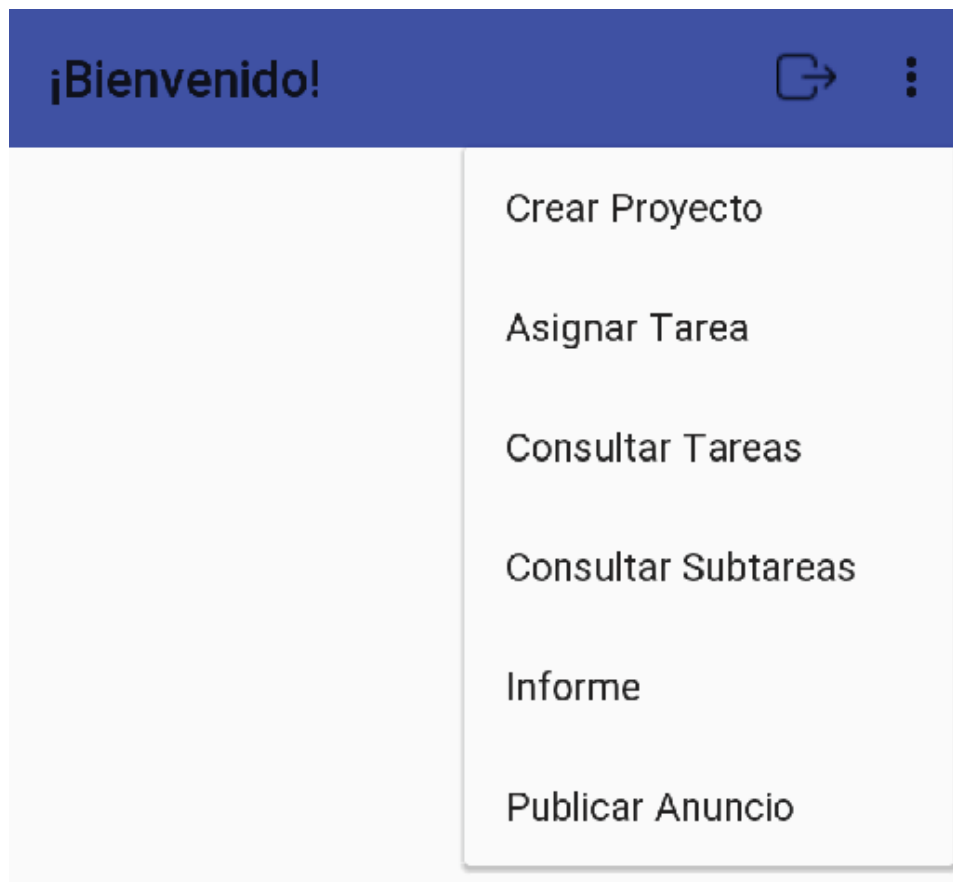 ¡Bienvenido!
Crear Proyecto
Asignar Tarea
Consultar Tareas
Consultar Subtareas
Informe
Publicar Anuncio